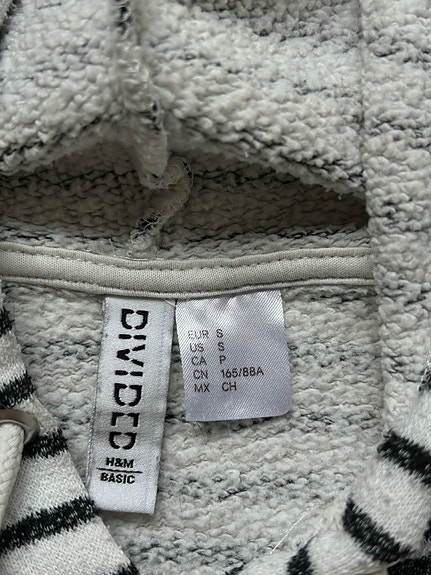 DIVIDED
H&M
BASIC
EUR S
US S
CA P
CN 165/88A
MX CH